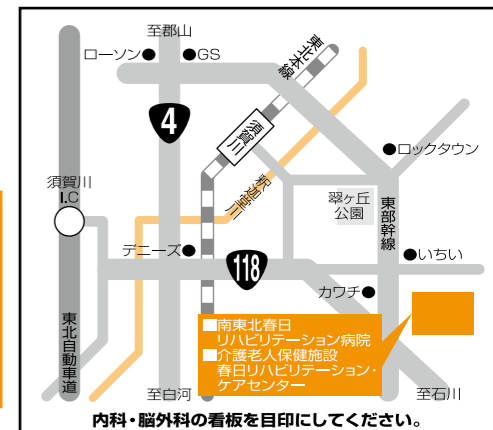 至郡山
ローソン
GS
東北本線
4
須賀川
ロックタウン
釈迦堂川
須賀川
I.C
翠ヶ丘
公園
東部幹線
デニーズ
118
いちい
カワチ
東北自動車道
■南東北春日
リハビリテーション病院
■介護老人保健施設
春日リハビリテーション・
ケアセンター
至白河
至石川
内科・脳外科の看板を目印にしてください。